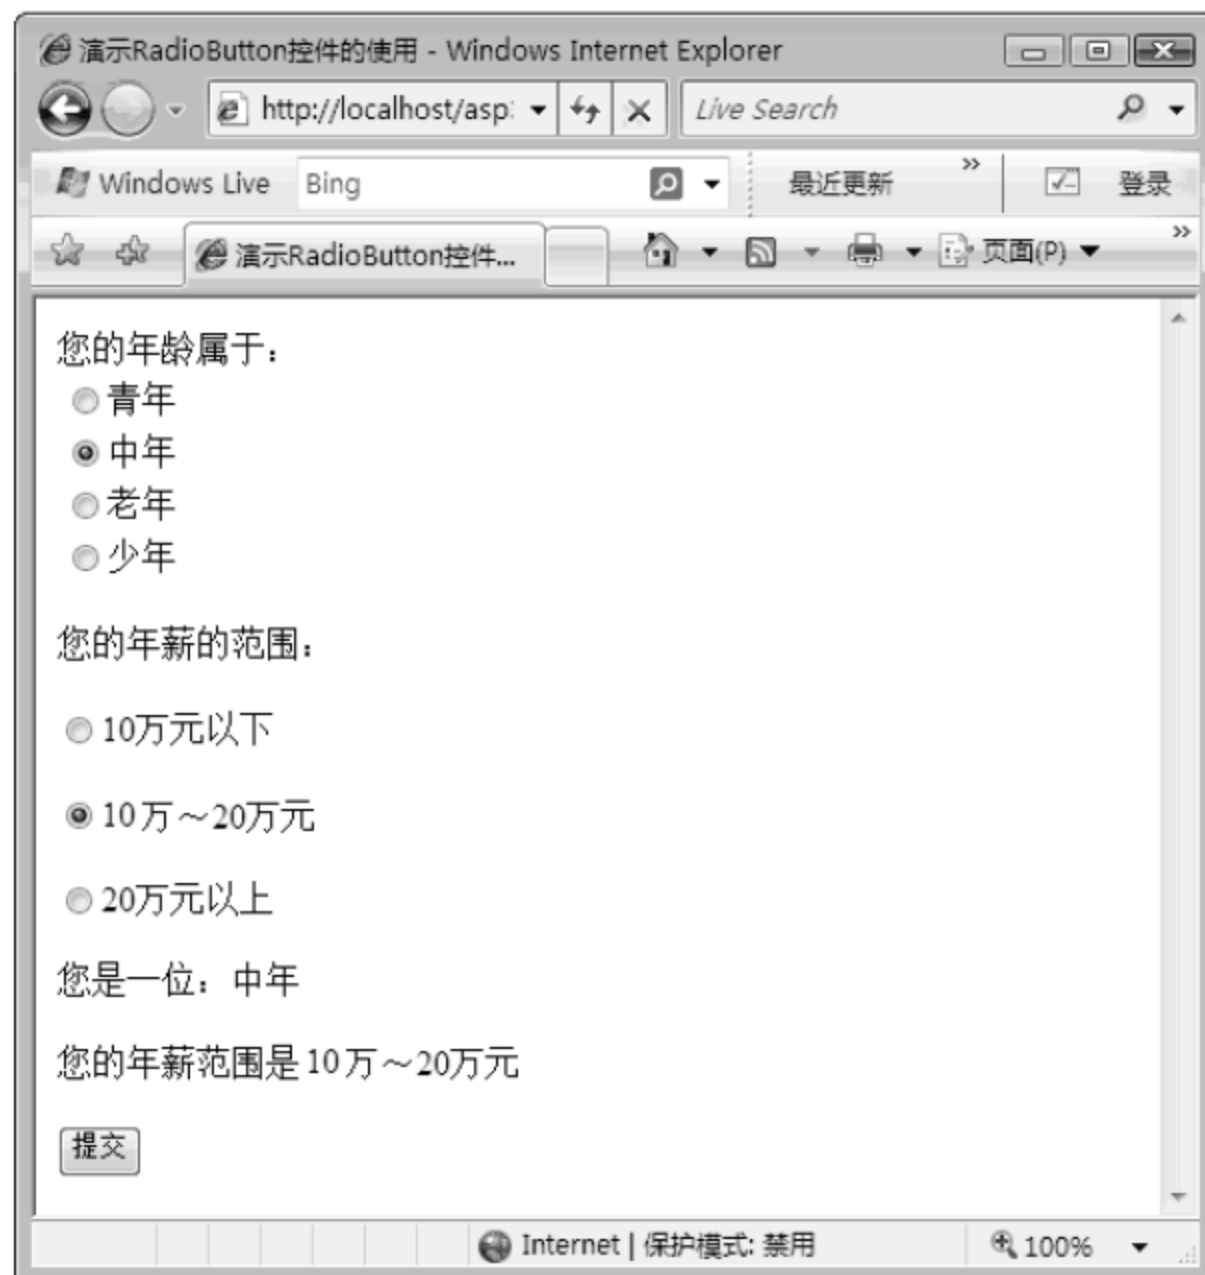 演示RadioButton控件的使用 - Windows Internet Explorer
http://localhost/asp
Live Search
Windows Live
Bing
最近更新
登录
演示RadioButton控件...
页面(P)
您的年龄属于：
青年
中年
老年
少年
您的年薪的范围：
10万元以下
10万～20万元
20万元以上
您是一位：中年
您的年薪范围是10万～20万元
提交
Internet | 保护模式: 禁用
100%